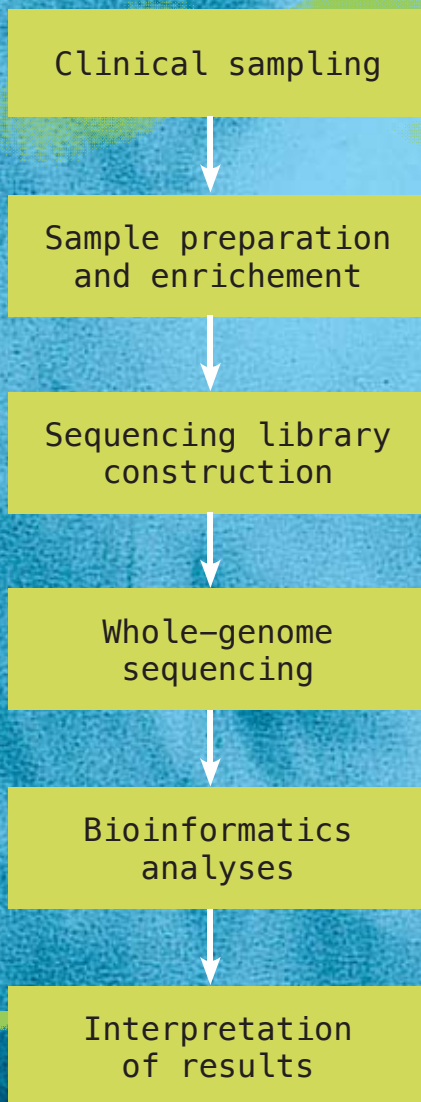 Clinical sampling
Sample preparation
and enrichement
Sequencing library
construction
Whole–genome
sequencing
Bioinformatics
analyses
Interpretation
of results